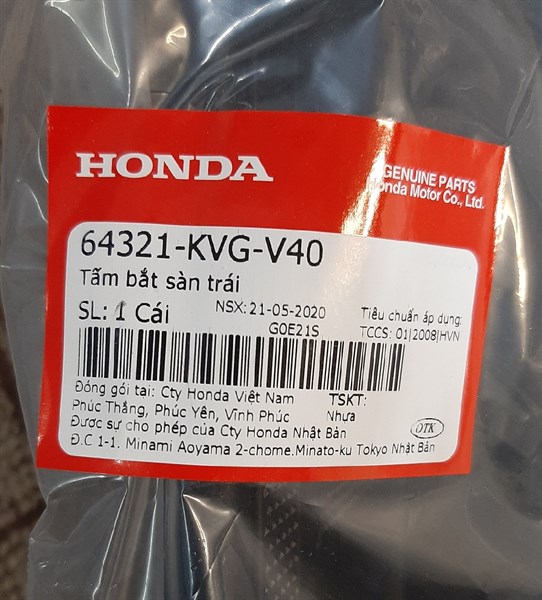 HONDA
GENUINE PARTS
Honda Motor Co., Ltd.
64321-KVG-V40
Tấm bắt sàn trái
SL: 1 Cái
NSX: 21-05-2020
G0E21S
Tiêu chuẩn áp dụng:
TCCS: 01|2008|HVN
Đóng gói tại: Cty Honda Việt Nam
TSKT:
Phúc Thắng, Phúc Yên, Vĩnh Phúc
Nhựa
Được sự cho phép của Cty Honda Nhật Bản
OTK
Đ.C 1-1. Minami Aoyama 2-chome.Minato-ku Tokyo Nhật Bản